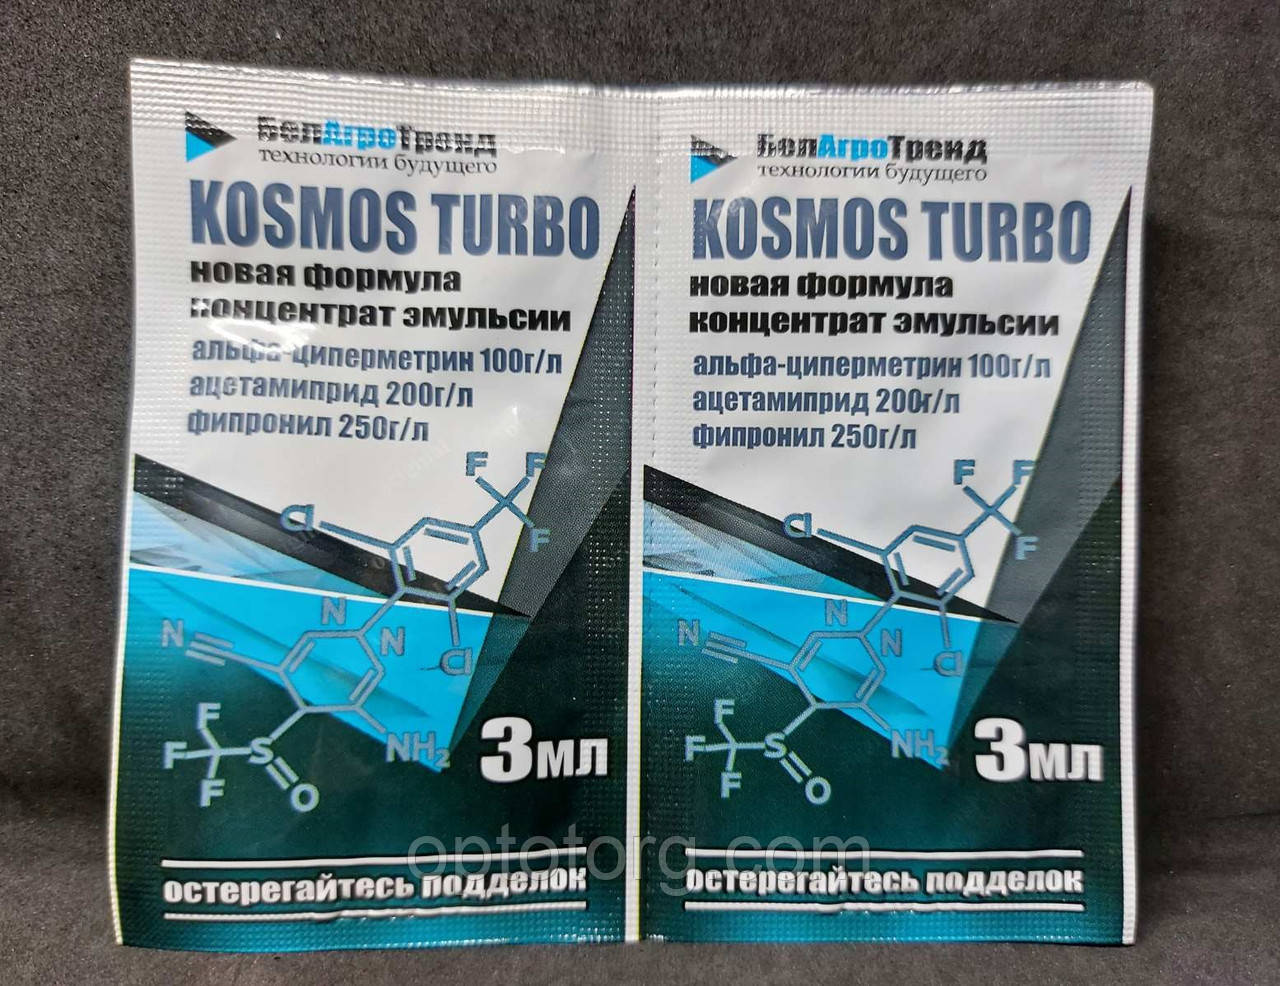 БелАгроТренд
технологии будущего
KOSMOS TURBO
новая формула
концентрат эмульсии
альфа-циперметрин 100г/л
ацетамиприд 200г/л
фипронил 250г/л
F F
F
Cl
N
N
N
Cl
F
F
F
S
O
NH2
3мл
остерегайтесь подделок
БелАгроТренд
технологии будущего
KOSMOS TURBO
новая формула
концентрат эмульсии
альфа-циперметрин 100г/л
ацетамиприд 200г/л
фипронил 250г/л
F F
F
Cl
N
N
N
Cl
F
F
F
S
O
NH2
3мл
остерегайтесь подделок
optotorg.com